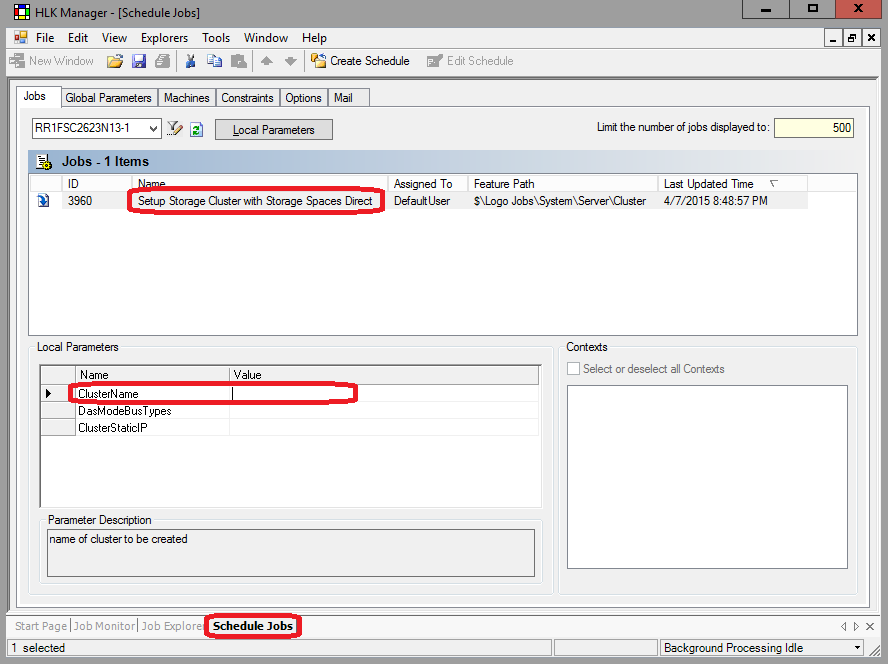 HLK Manager - [Schedule Jobs]
File Edit View Explorers Tools Window Help
New Window Create Schedule Edit Schedule
Jobs Global Parameters Machines Constraints Options Mail
RR1FSC2623N13-1 Local Parameters Limit the number of jobs displayed to: 500
Jobs - 1 Items
ID Name Assigned To Feature Path Last Updated Time
3960 Setup Storage Cluster with Storage Spaces Direct DefaultUser $\Logo Jobs\System\Server\Cluster 4/7/2015 8:48:57 PM
Local Parameters Contexts
Name Value Select or deselect all Contexts
ClusterName
DasModeBusTypes
ClusterStaticIP
Parameter Description
name of cluster to be created
Start Page Job Monitor Job Explore Schedule Jobs
1 selected Background Processing Idle